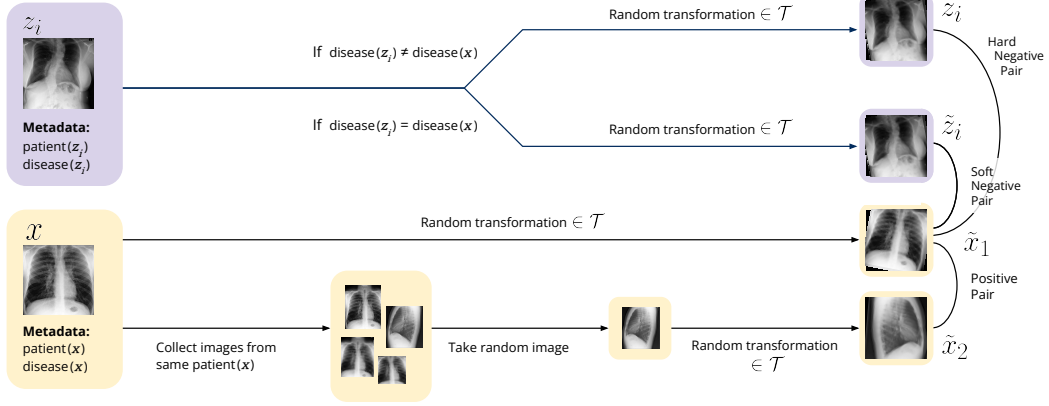 z_i
Metadata:
patient(z_i)
disease(z_i)
If disease(z_i) ≠ disease(x)
If disease(z_i) = disease(x)
Random transformation ∈ 𝒯
z_i
Hard
Negative
Pair
Random transformation ∈ 𝒯
z̃_i
Soft
Negative
Pair
x
Metadata:
patient(x)
disease(x)
Random transformation ∈ 𝒯
x̃_1
Positive
Pair
Collect images from
same patient(x)
Take random image
Random transformation
∈ 𝒯
x̃_2